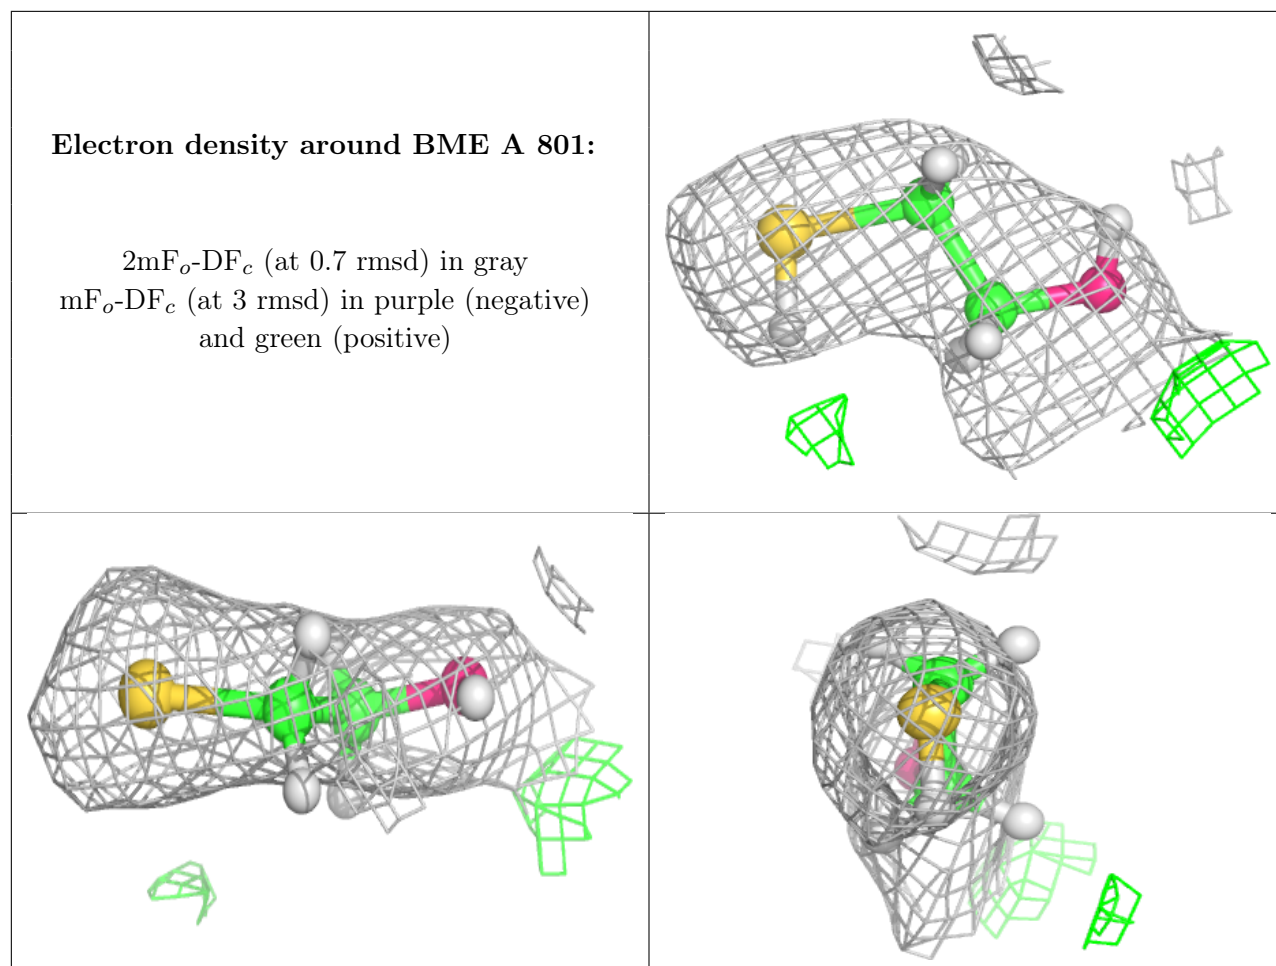 Electron density around BME A 801:
2mFo-DFc (at 0.7 rmsd) in gray
mFo-DFc (at 3 rmsd) in purple (negative)
and green (positive)